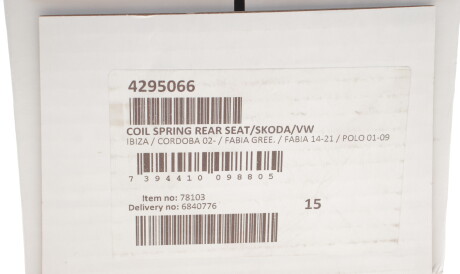 4295066
COIL SPRING REAR SEAT/SKODA/VW
IBIZA / CORDOBA 02- / FABIA GREE. / FABIA 14-21 / POLO 01-09
7 394410 098805
Item no: 78103
Delivery no: 6840776
15